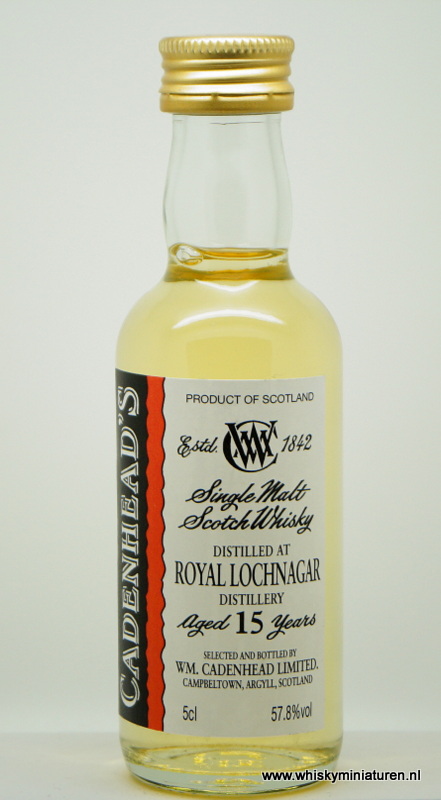 CADENHEAD'S
PRODUCT OF SCOTLAND
Estd. WMC 1842
Single Malt
Scotch Whisky
DISTILLED AT
ROYAL LOCHNAGAR
DISTILLERY
Aged 15 Years
SELECTED AND BOTTLED BY
WM. CADENHEAD LIMITED.
CAMPBELTOWN, ARGYLL, SCOTLAND
5cl 57.8%vol
www.whiskyminiaturen.nl